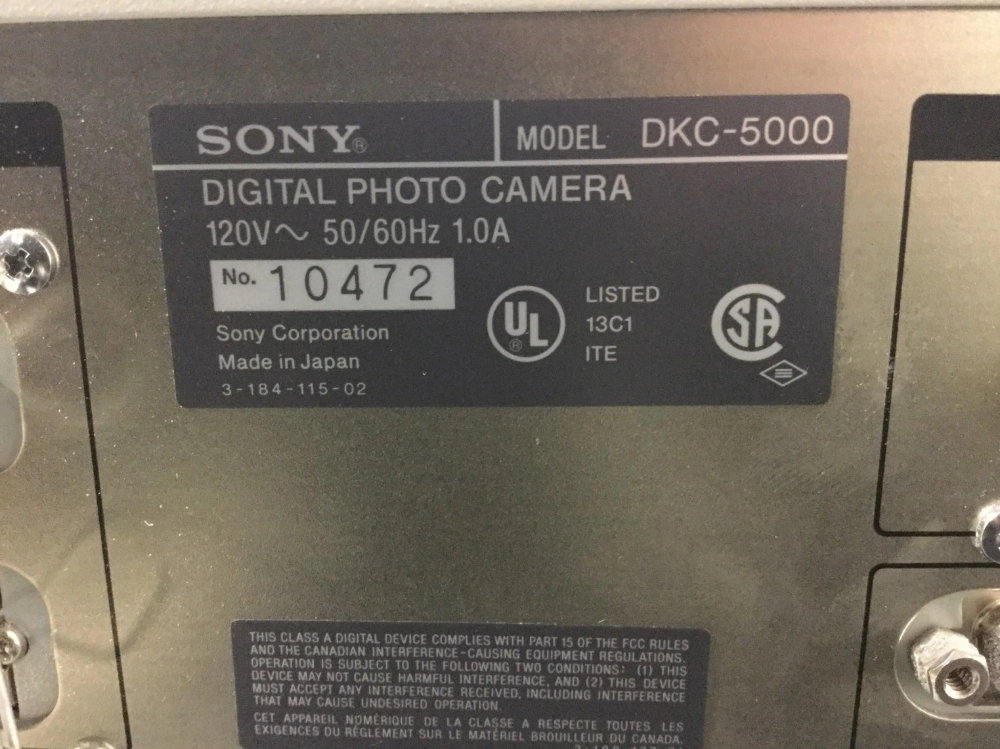 SONY® MODEL DKC-5000
DIGITAL PHOTO CAMERA
120V～ 50/60Hz 1.0A
No. 10472
UL® LISTED
13C1
ITE
SA
Sony Corporation
Made in Japan
3-184-115-02
THIS CLASS A DIGITAL DEVICE COMPLIES WITH PART 15 OF THE FCC RULES
AND THE CANADIAN INTERFERENCE-CAUSING EQUIPMENT REGULATIONS.
OPERATION IS SUBJECT TO THE FOLLOWING TWO CONDITIONS: (1) THIS
DEVICE MAY NOT CAUSE HARMFUL INTERFERENCE, AND (2) THIS DEVICE
MUST ACCEPT ANY INTERFERENCE RECEIVED, INCLUDING INTERFERENCE
THAT MAY CAUSE UNDESIRED OPERATION.
CET APPAREIL NUMÉRIQUE DE LA CLASSE A RESPECTE TOUTES LES
EXIGENCES DU RÈGLEMENT SUR LE MATÉRIEL BROUILLEUR DU CANADA.